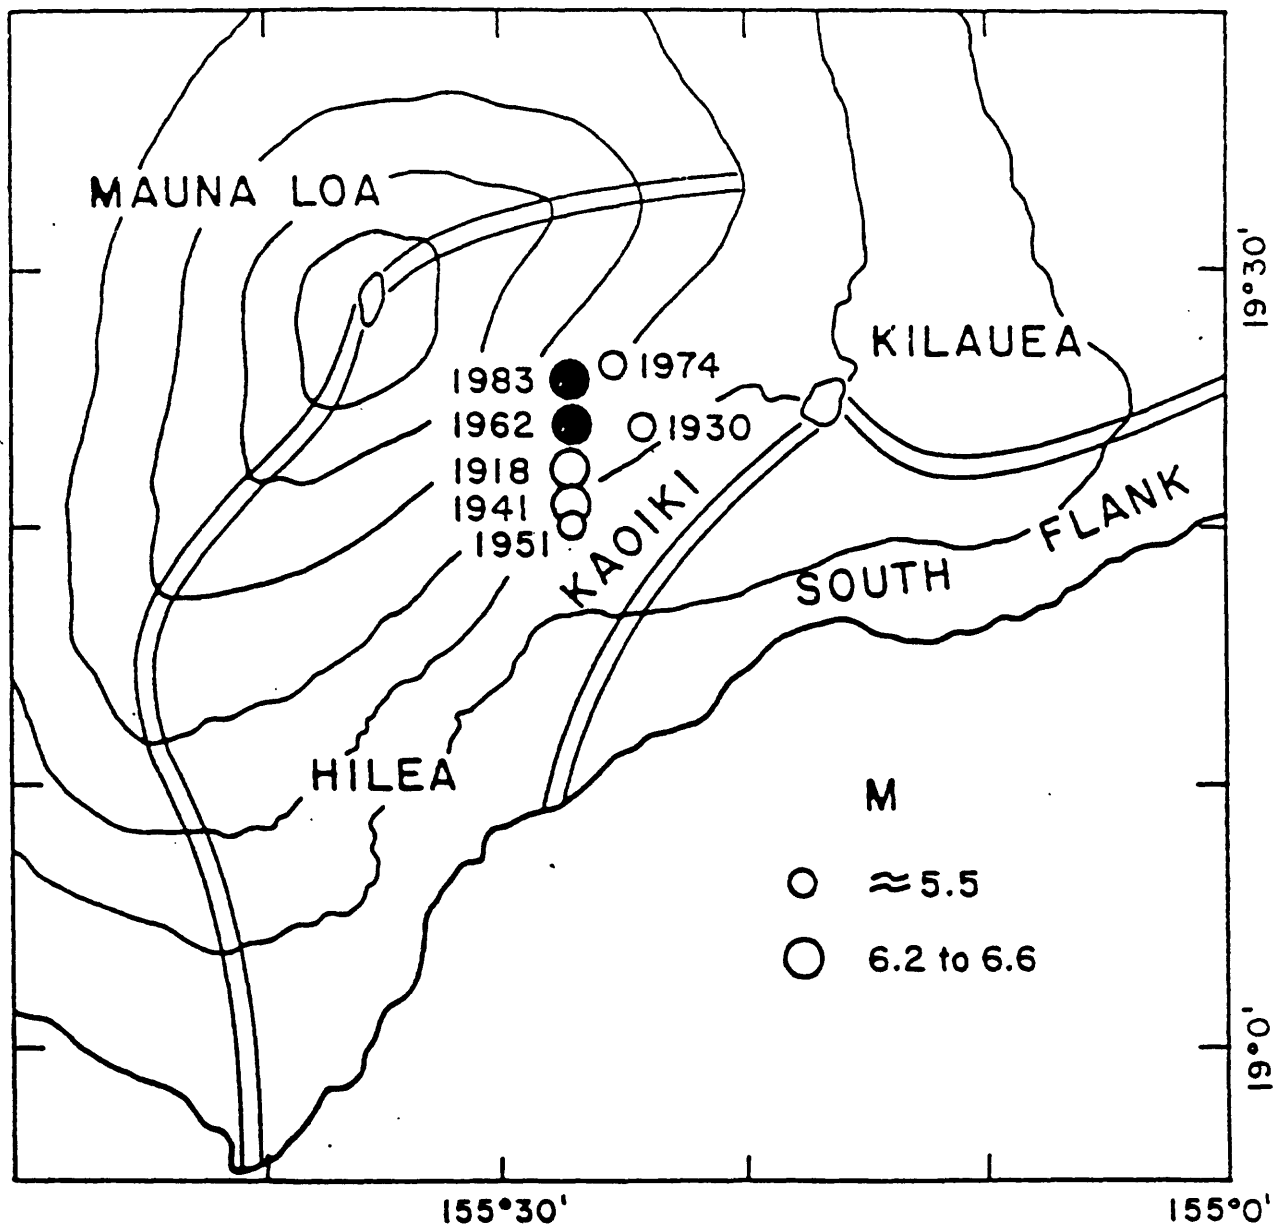 MAUNA LOA
19°30'
KILAUEA
1974
1983
1962
1930
1918
1941
1951
KAOIKI
SOUTH FLANK
HILEA
M
≈ 5.5
6.2 to 6.6
19°0'
155°30'
155°0'